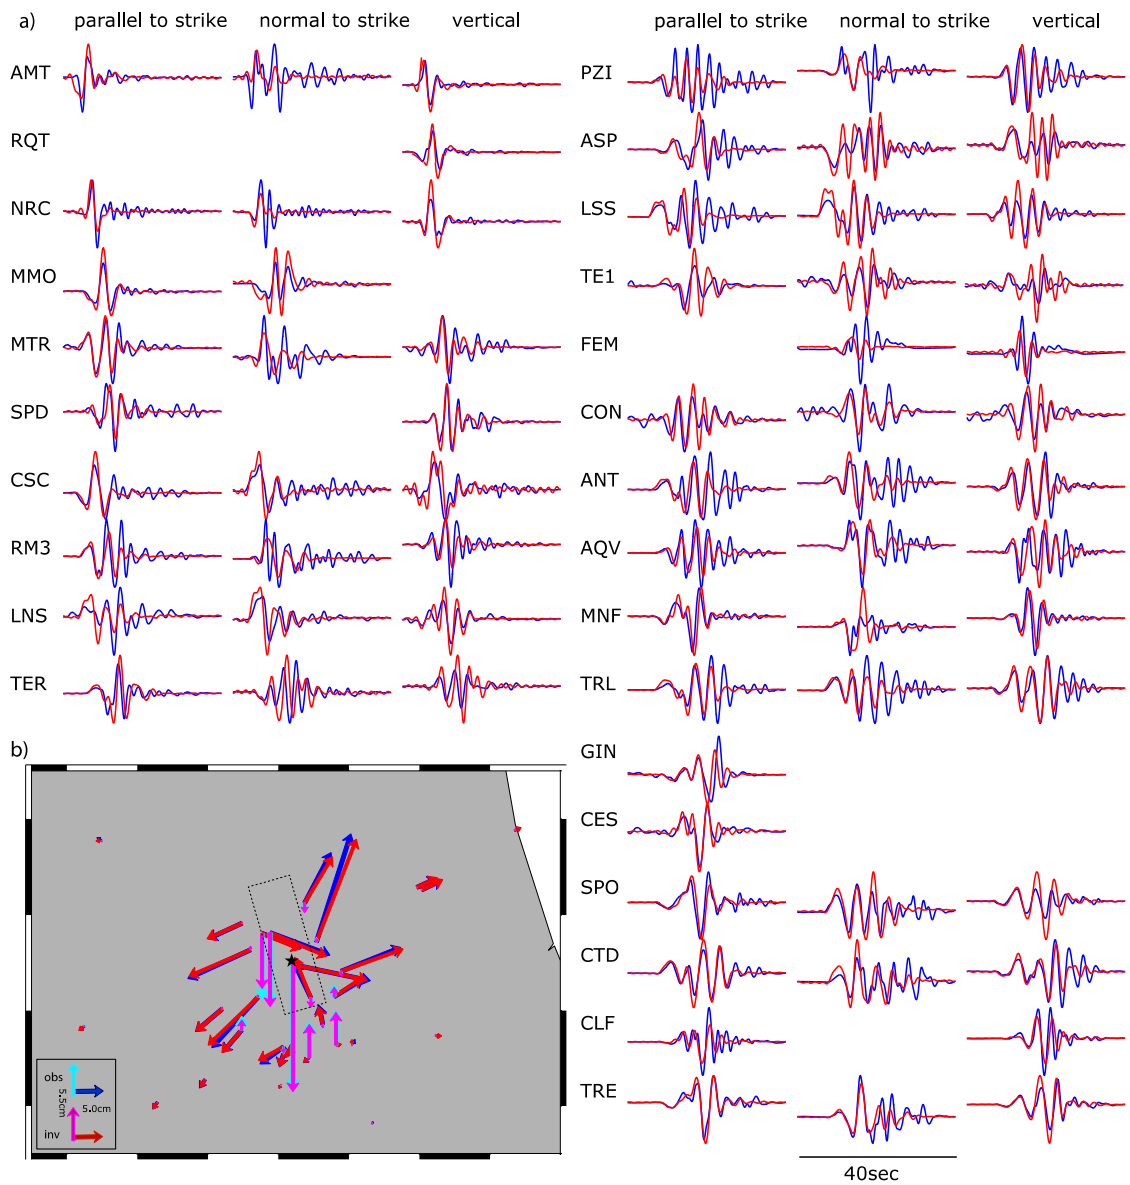 a)
parallel to strike normal to strike vertical
AMT
RQT
NRC
MMO
MTR
SPD
CSC
RM3
LNS
TER
parallel to strike normal to strike vertical
PZI
ASP
LSS
TE1
FEM
CON
ANT
AQV
MNF
TRL
GIN
CES
SPO
CTD
CLF
TRE
40sec
b)
obs
5.5cm
5.0cm
inv